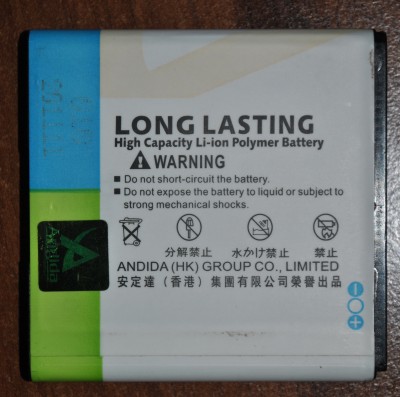 LONG LASTING
High Capacity Li-ion Polymer Battery
WARNING
Do not short-circuit the battery.
Do not expose the battery to liquid or subject to
strong mechanical shocks.
分解禁止 水かけ禁止 禁止
ANDIDA (HK) GROUP CO., LIMITED
安定達（香港）集團有限公司榮譽出品
Andida